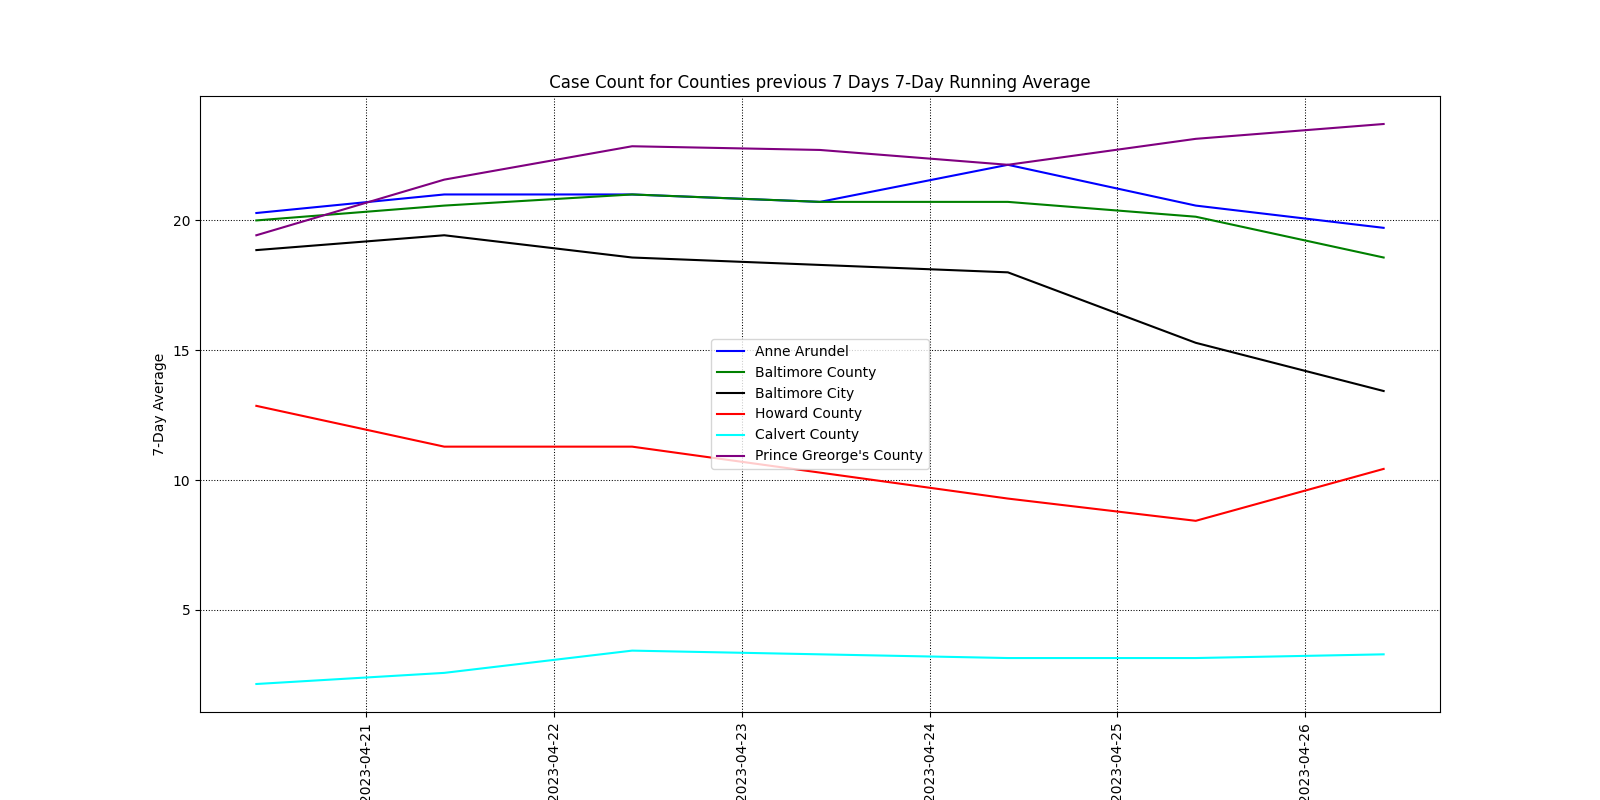 Case Count for Counties previous 7 Days 7-Day Running Average
7-Day Average
20
15
10
5
Anne Arundel
Baltimore County
Baltimore City
Howard County
Calvert County
Prince Greorge's County
2023-04-21
2023-04-22
2023-04-23
2023-04-24
2023-04-25
2023-04-26